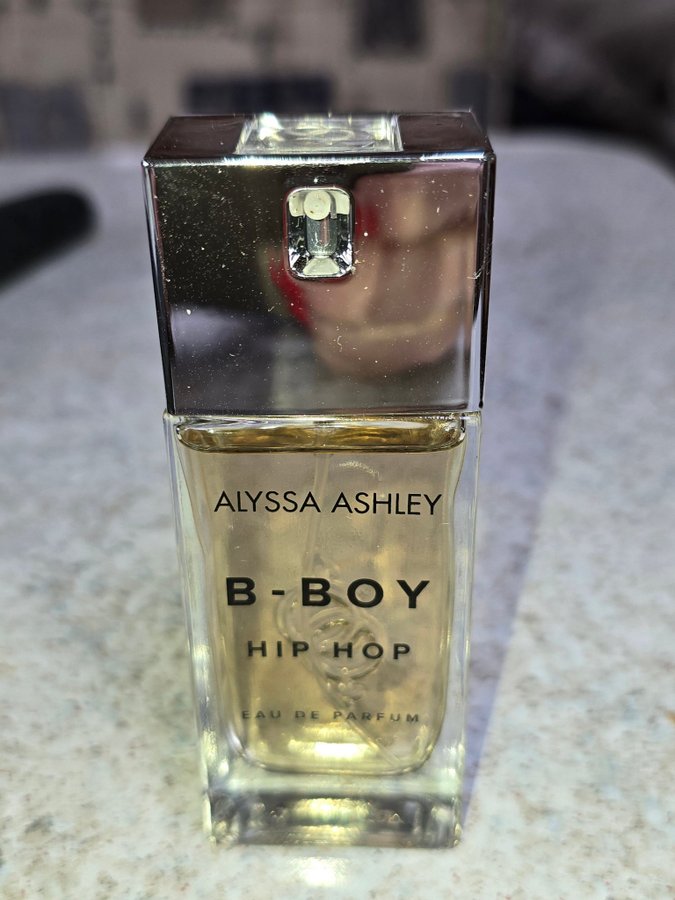 ALYSSA ASHLEY
B-BOY
HIP HOP
EAU DE PARFUM